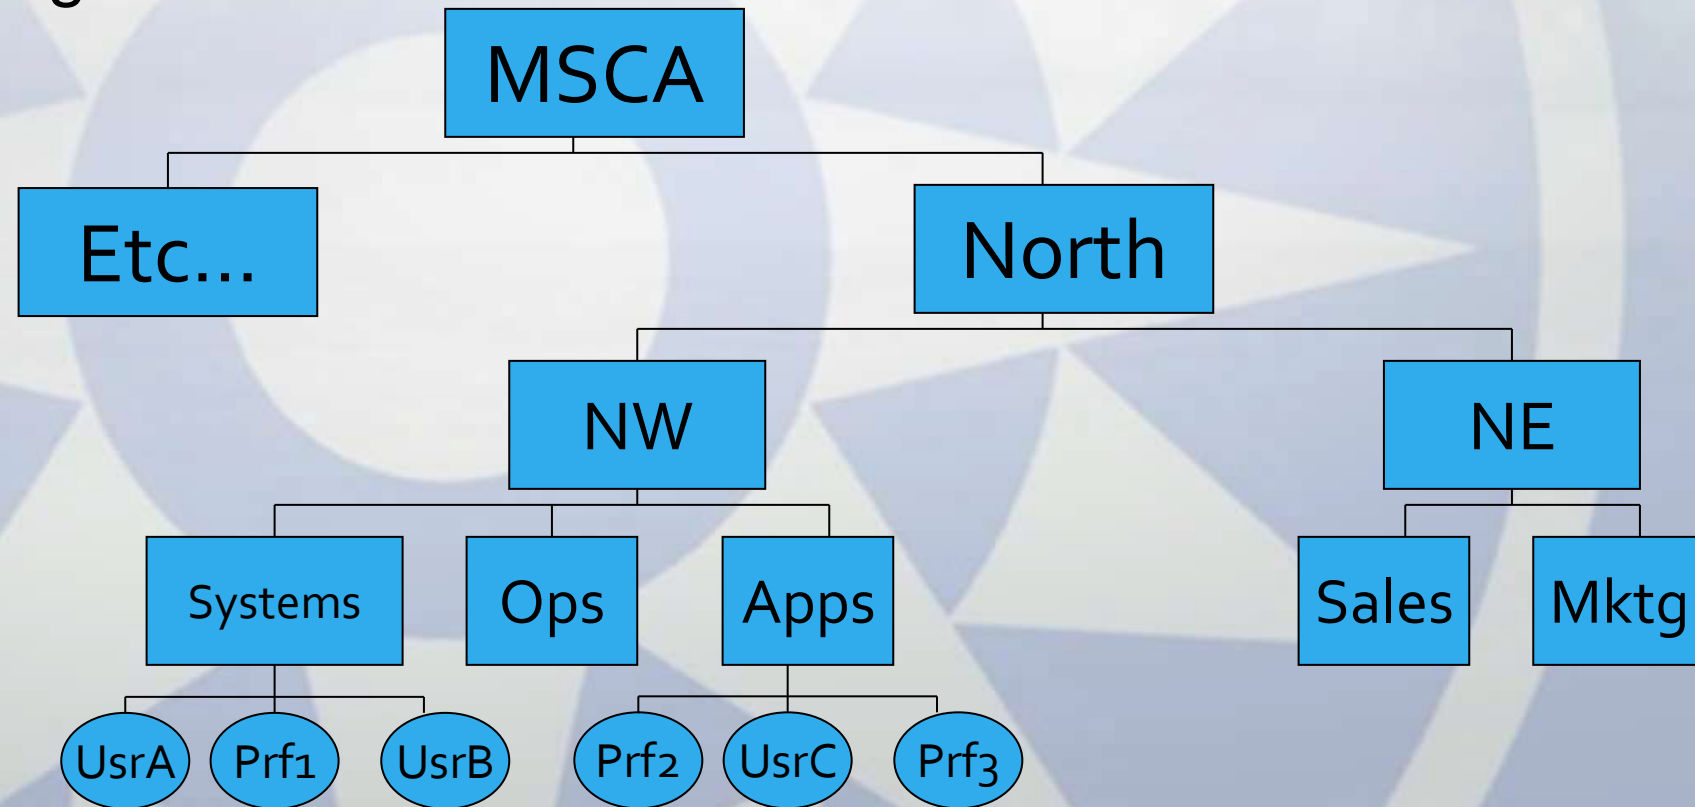 MSCA
Etc...
North
NW
NE
Systems
Ops
Apps
Sales
Mktg
UsrA
Prf1
UsrB
Prf2
UsrC
Prf3